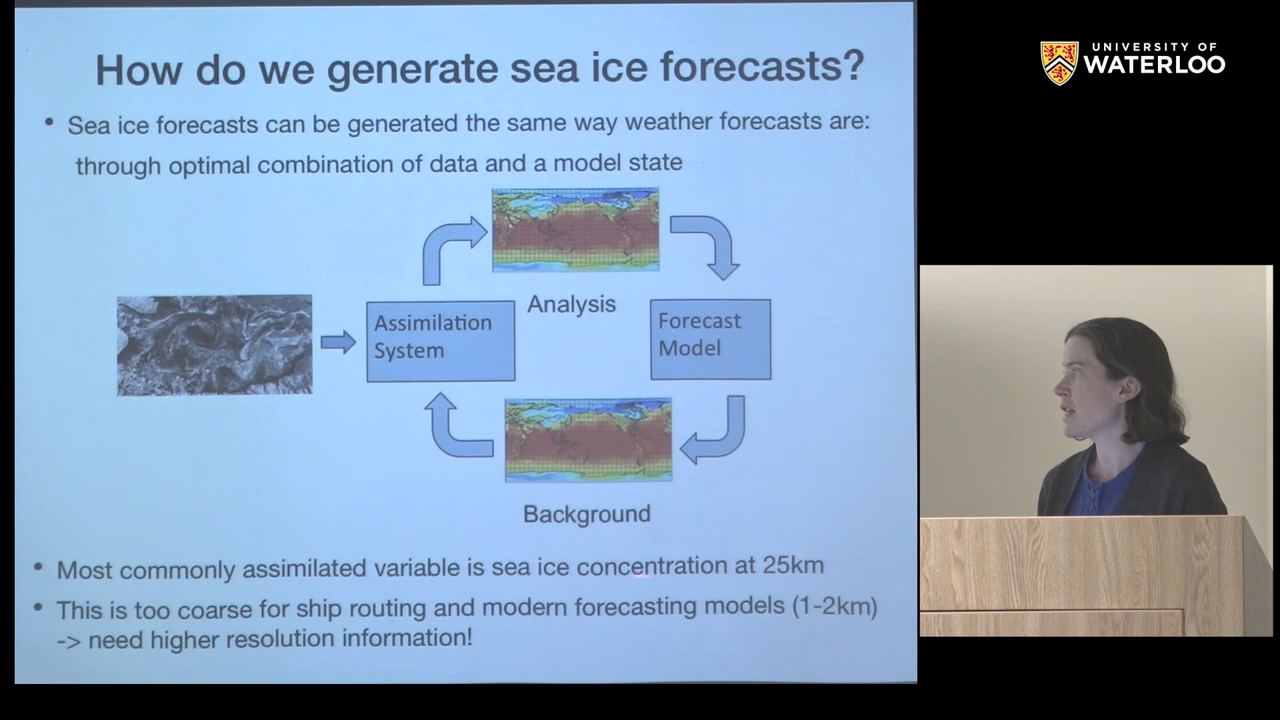 How do we generate sea ice forecasts?
• Sea ice forecasts can be generated the same way weather forecasts are:
through optimal combination of data and a model state
Analysis
Assimilation
System
Forecast
Model
Background
• Most commonly assimilated variable is sea ice concentration at 25km
• This is too coarse for ship routing and modern forecasting models (1-2km)
-> need higher resolution information!
UNIVERSITY OF
WATERLOO